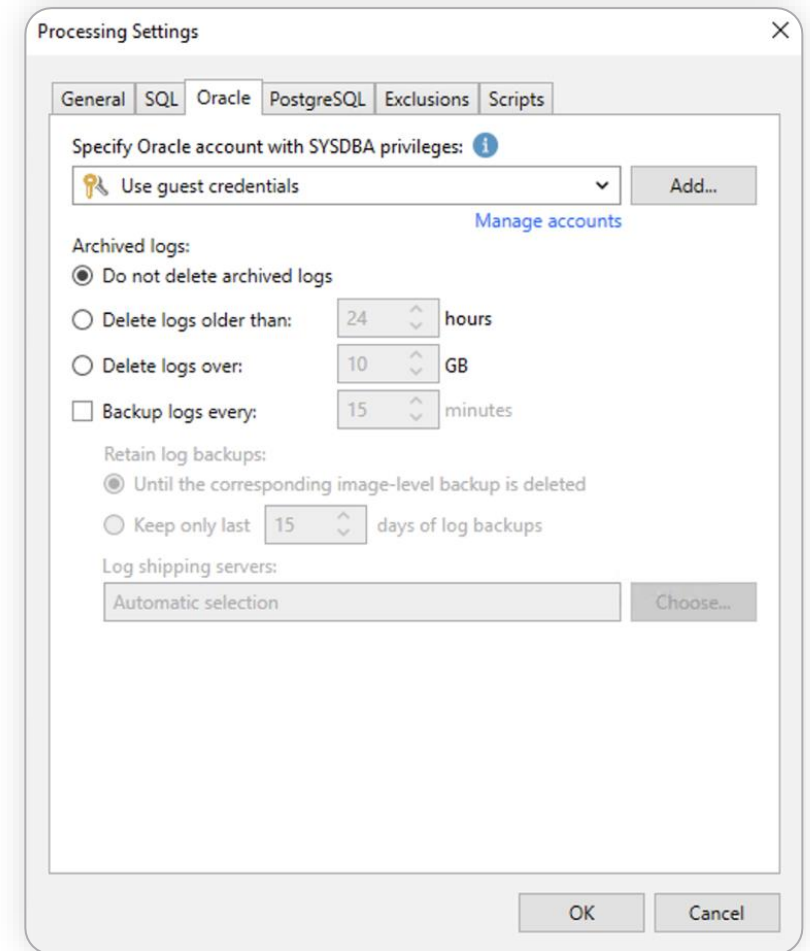 Processing Settings
General SQL Oracle PostgreSQL Exclusions Scripts
Specify Oracle account with SYSDBA privileges: i
Use guest credentials Add...
Manage accounts
Archived logs:
Do not delete archived logs
Delete logs older than: 24 hours
Delete logs over: 10 GB
Backup logs every: 15 minutes
Retain log backups:
Until the corresponding image-level backup is deleted
Keep only last 15 days of log backups
Log shipping servers:
Automatic selection Choose...
OK Cancel